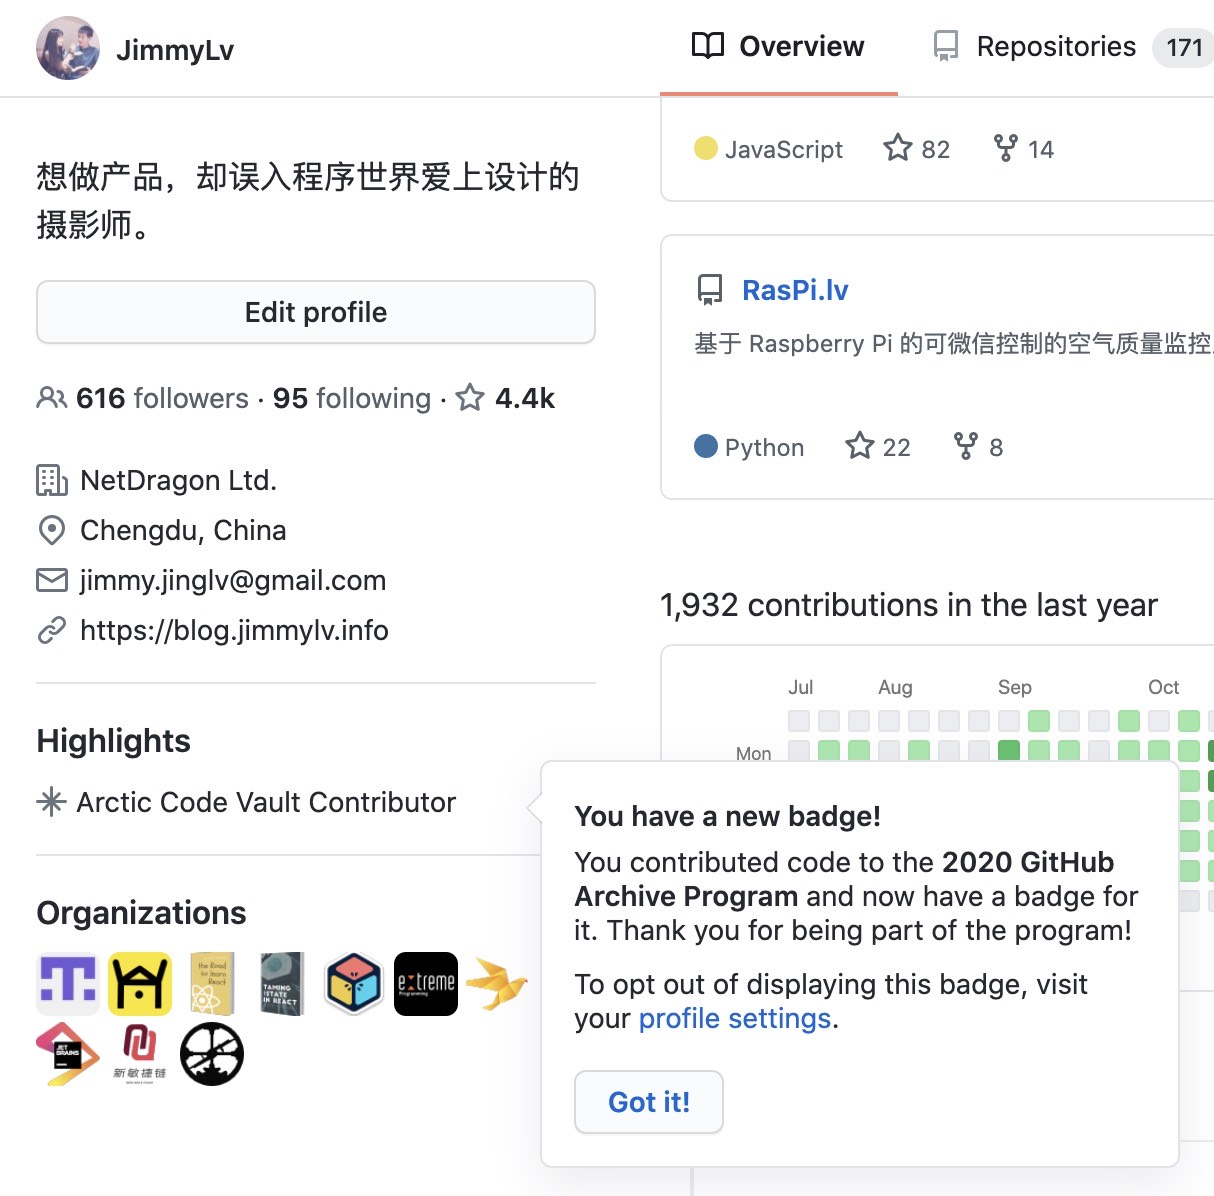 JimmyLv
Overview
Repositories 171
想做产品，却误入程序世界爱上设计的
摄影师。
Edit profile
616 followers · 95 following · 4.4k
NetDragon Ltd.
Chengdu, China
jimmy.jinglv@gmail.com
https://blog.jimmylv.info
Highlights
Arctic Code Vault Contributor
Organizations
the Road
to learn
React
TAMING
STATE
IN REACT
extreme
Programming
JET
BRAINS
新敏捷链
JavaScript 82 14
RasPi.lv
基于 Raspberry Pi 的可微信控制的空气质量监控
Python 22 8
1,932 contributions in the last year
Jul Aug Sep Oct
Mon
You have a new badge!
You contributed code to the 2020 GitHub
Archive Program and now have a badge for
it. Thank you for being part of the program!
To opt out of displaying this badge, visit
your profile settings.
Got it!